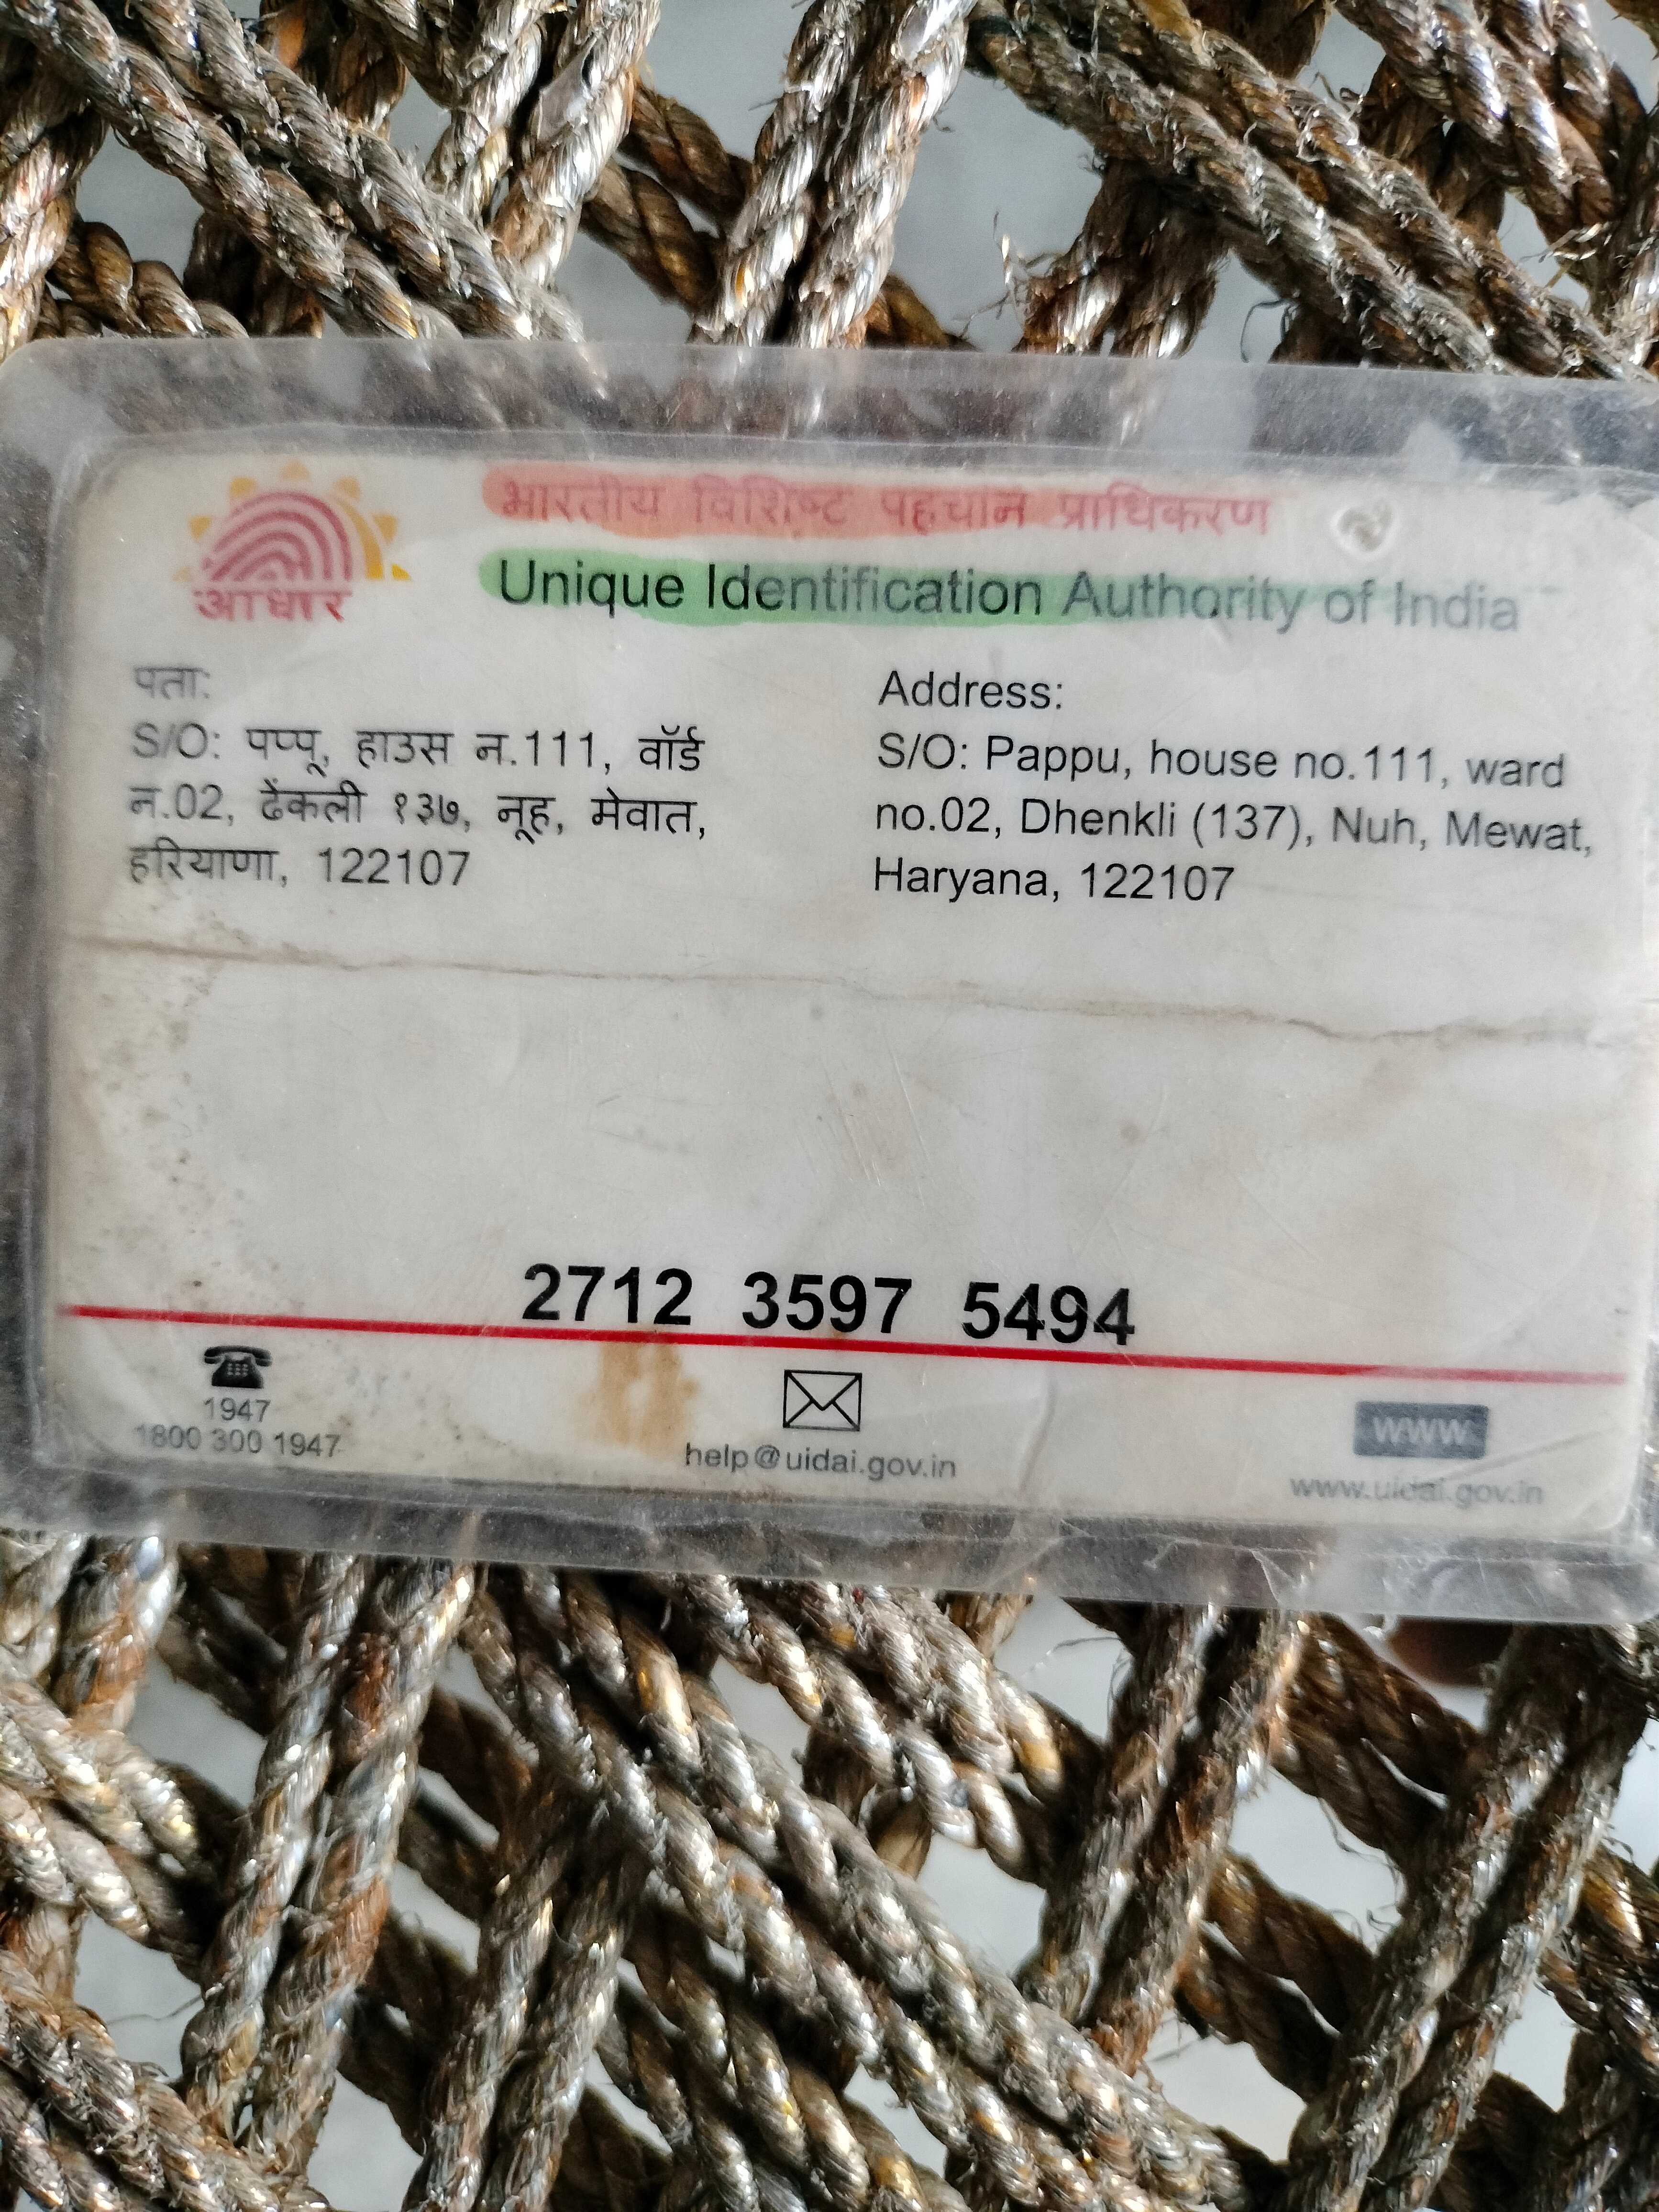 भारतीय विशिष्ट पहचान प्राधिकरण
आधार
Unique Identification Authority of India
पता:
S/O: पप्पू, हाउस न.111, वॉर्ड
न.02, ढेंकली १३७, नूह, मेवात,
हरियाणा, 122107
Address:
S/O: Pappu, house no.111, ward
no.02, Dhenkli (137), Nuh, Mewat,
Haryana, 122107
2712 3597 5494
1947
1800 300 1947
help@uidai.gov.in
www
www.uidai.gov.in